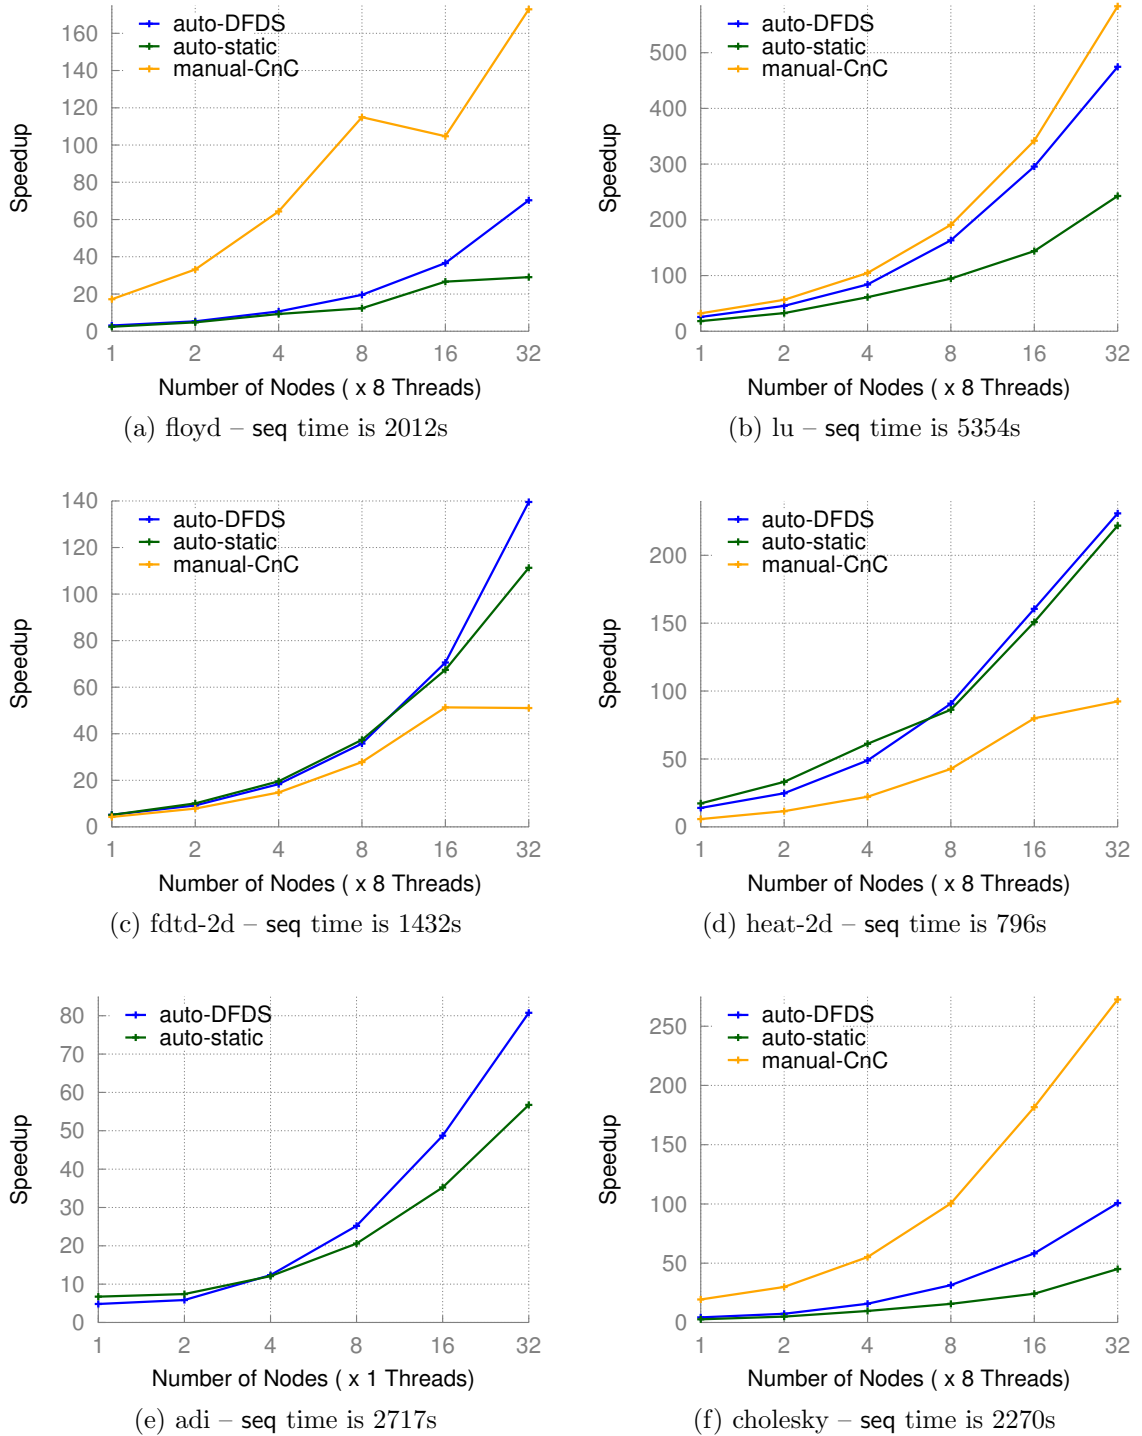 auto-DFDS
auto-static
manual-CnC
Speedup
160
140
120
100
80
60
40
20
0
1 2 4 8 16 32
Number of Nodes ( x 8 Threads)
(a) floyd – seq time is 2012s
auto-DFDS
auto-static
manual-CnC
Speedup
500
400
300
200
100
0
1 2 4 8 16 32
Number of Nodes ( x 8 Threads)
(b) lu – seq time is 5354s
auto-DFDS
auto-static
manual-CnC
Speedup
140
120
100
80
60
40
20
0
1 2 4 8 16 32
Number of Nodes ( x 8 Threads)
(c) fdtd-2d – seq time is 1432s
auto-DFDS
auto-static
manual-CnC
Speedup
200
150
100
50
0
1 2 4 8 16 32
Number of Nodes ( x 8 Threads)
(d) heat-2d – seq time is 796s
auto-DFDS
auto-static
Speedup
80
70
60
50
40
30
20
10
0
1 2 4 8 16 32
Number of Nodes ( x 1 Threads)
(e) adi – seq time is 2717s
auto-DFDS
auto-static
manual-CnC
Speedup
250
200
150
100
50
0
1 2 4 8 16 32
Number of Nodes ( x 8 Threads)
(f) cholesky – seq time is 2270s